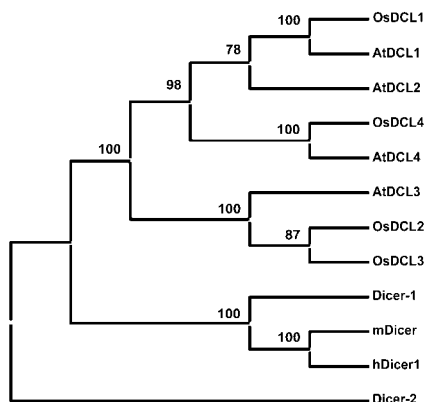 100 OsDCL1
78 AtDCL1
98 AtDCL2
100 OsDCL4
100 AtDCL4
100 AtDCL3
87 OsDCL2
OsDCL3
100 Dicer-1
100 mDicer
hDicer1
Dicer-2